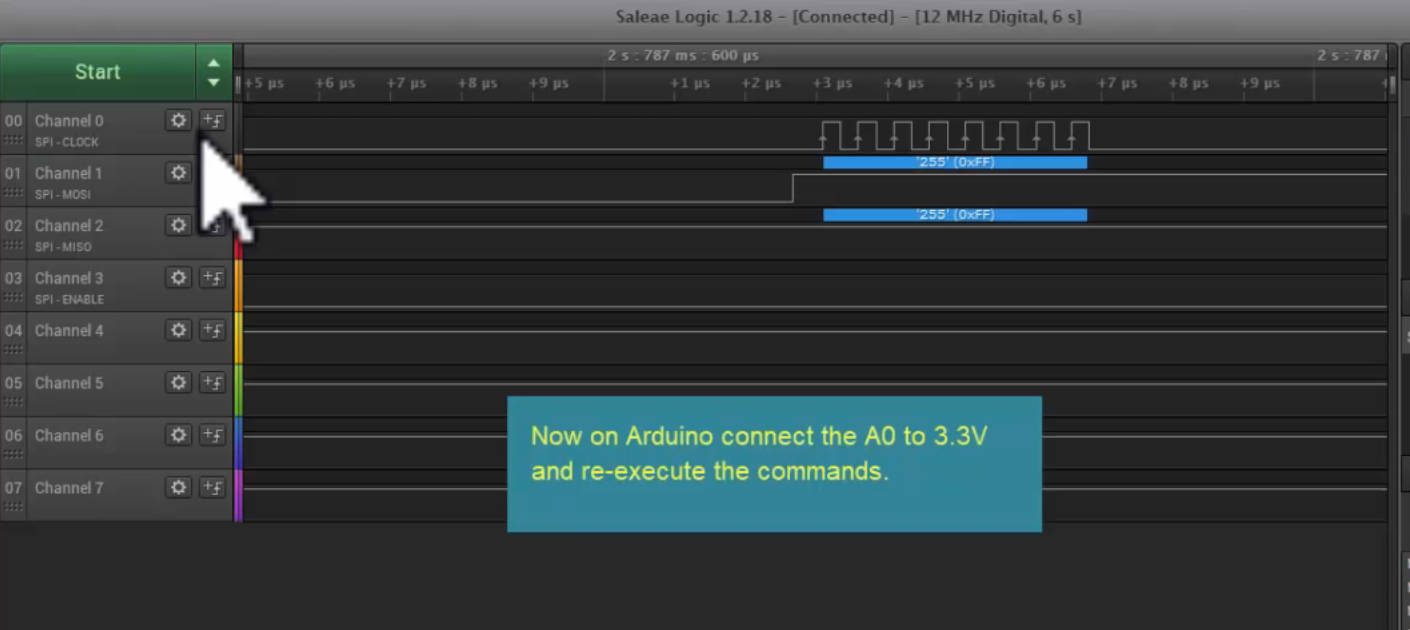 Saleae Logic 1.2.18 - [Connected] - [12 MHz Digital, 6 s]
Start
2 s : 787 ms : 600 µs
2 s : 787
+5 µs +6 µs +7 µs +8 µs +9 µs +1 µs +2 µs +3 µs +4 µs +5 µs +6 µs +7 µs +8 µs +9 µs
00 Channel 0
SPI - CLOCK
'255' (0xFF)
01 Channel 1
SPI - MOSI
'255' (0xFF)
02 Channel 2
SPI - MISO
03 Channel 3
SPI - ENABLE
04 Channel 4
05 Channel 5
06 Channel 6
07 Channel 7
Now on Arduino connect the A0 to 3.3V
and re-execute the commands.